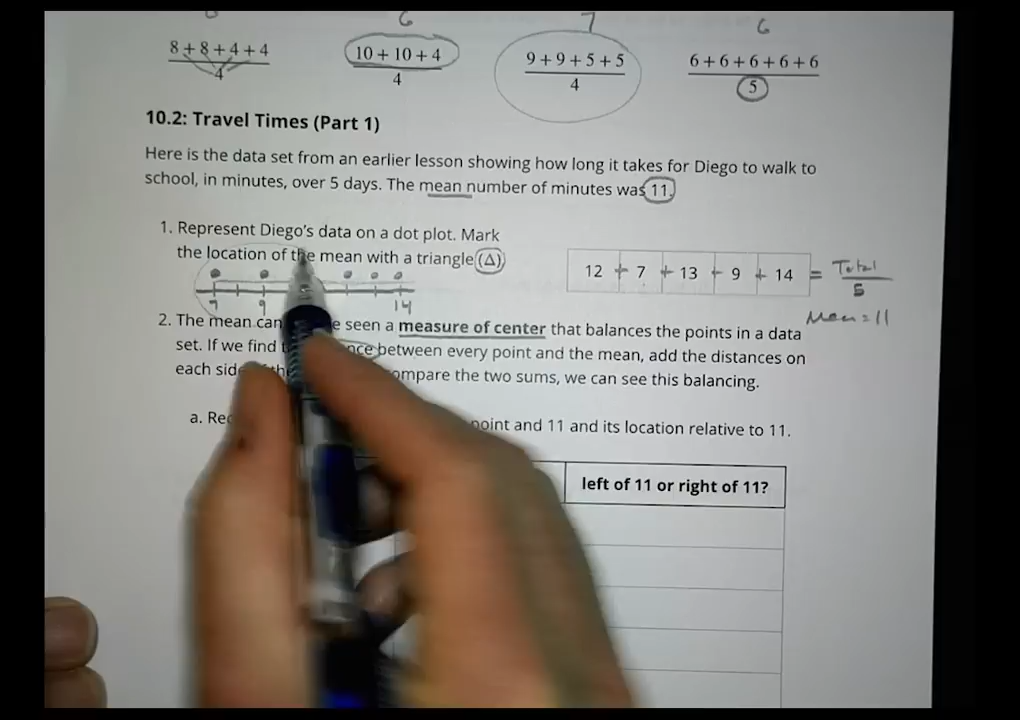 6 7 6
8 + 8 + 4 + 4 10 + 10 + 4 9 + 9 + 5 + 5 6 + 6 + 6 + 6 + 6
4 4 4 5
10.2: Travel Times (Part 1)
Here is the data set from an earlier lesson showing how long it takes for Diego to walk to
school, in minutes, over 5 days. The mean number of minutes was 11.
1. Represent Diego's data on a dot plot. Mark
the location of the mean with a triangle (Δ)
12 + 7 + 13 + 9 + 14 = Total
5
Mean = 11
7 9 14
2. The mean can seen a measure of center that balances the points in a data
set. If we find between every point and the mean, add the distances on
each compare the two sums, we can see this balancing.
a. point and 11 and its location relative to 11.
left of 11 or right of 11?